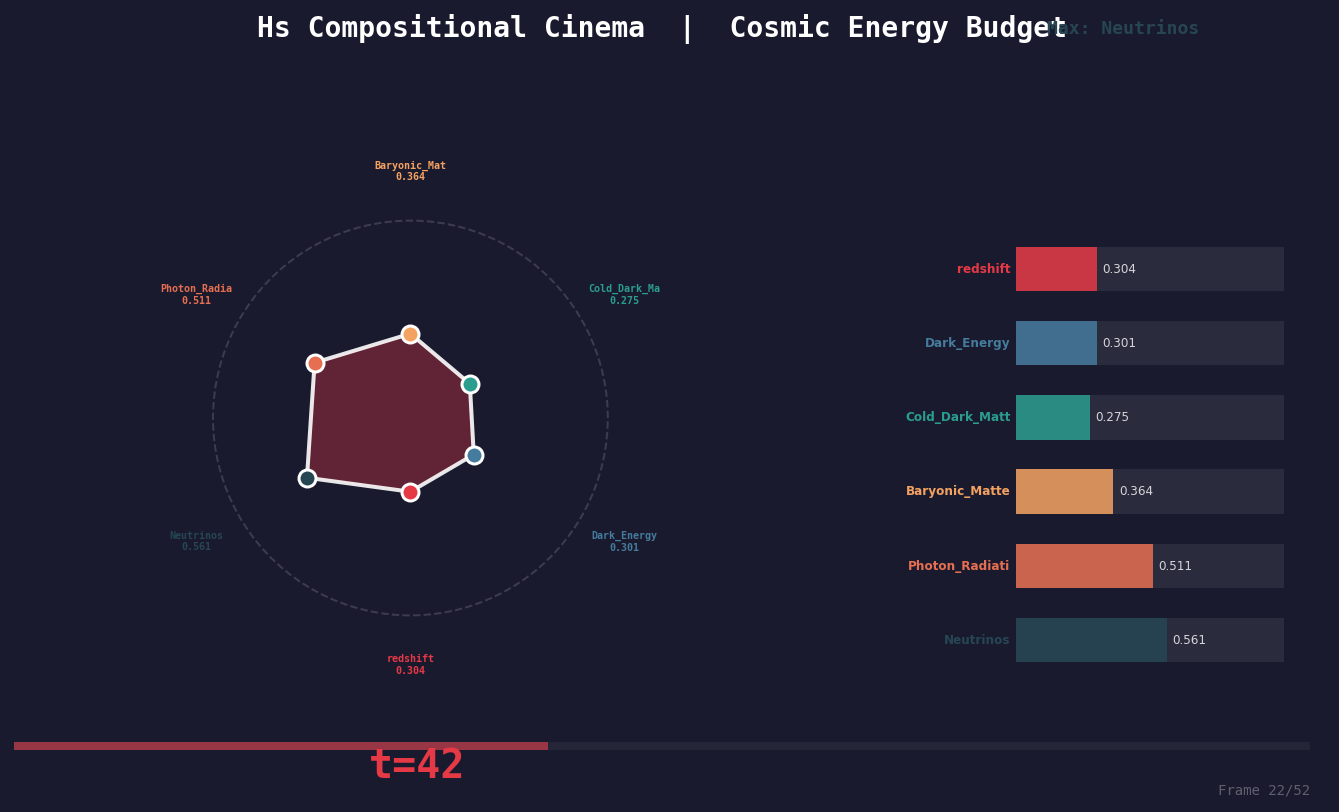 Hs Compositional Cinema | Cosmic Energy Budget
Max: Neutrinos
Baryonic_Mat
0.364
Photon_Radia
0.511
Cold_Dark_Ma
0.275
Neutrinos
0.561
Dark_Energy
0.301
redshift
0.304
redshift 0.304
Dark_Energy 0.301
Cold_Dark_Matt 0.275
Baryonic_Matte 0.364
Photon_Radiati 0.511
Neutrinos 0.561
t=42
Frame 22/52